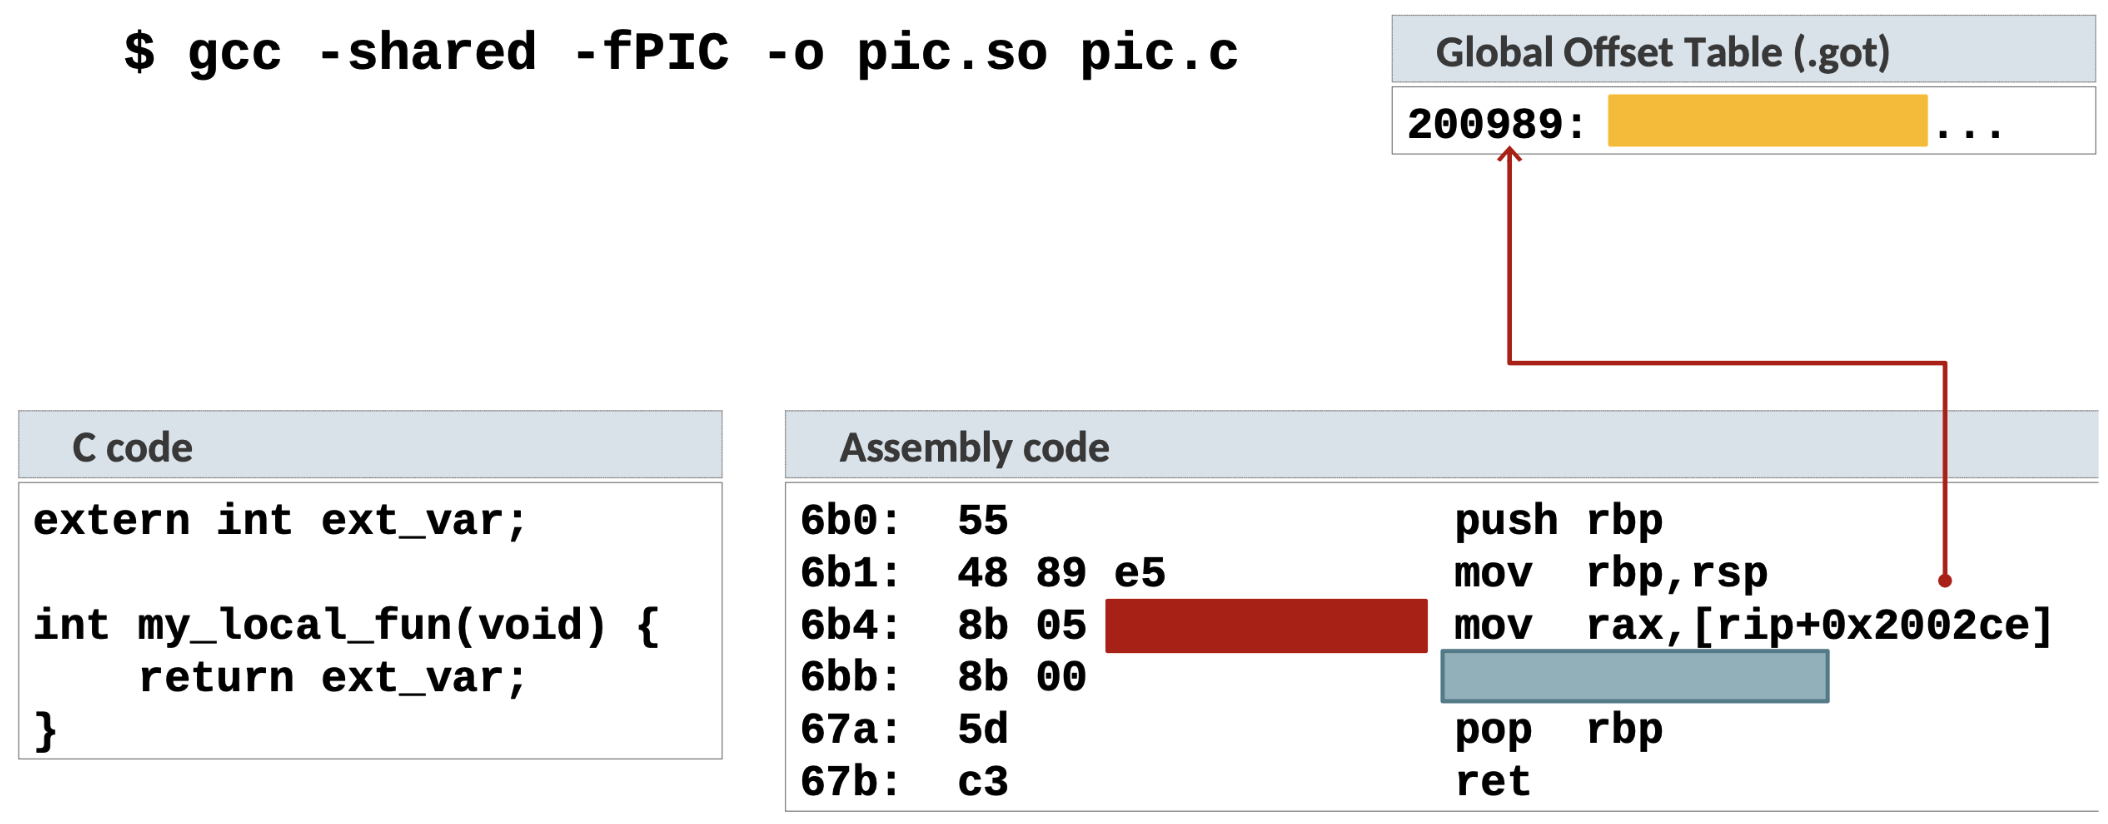 $ gcc -shared -fPIC -o pic.so pic.c
Global Offset Table (.got)
200989: ...
C code
extern int ext_var;
int my_local_fun(void) {
return ext_var;
}
Assembly code
6b0: 55 push rbp
6b1: 48 89 e5 mov rbp,rsp
6b4: 8b 05 mov rax,[rip+0x2002ce]
6bb: 8b 00
67a: 5d pop rbp
67b: c3 ret